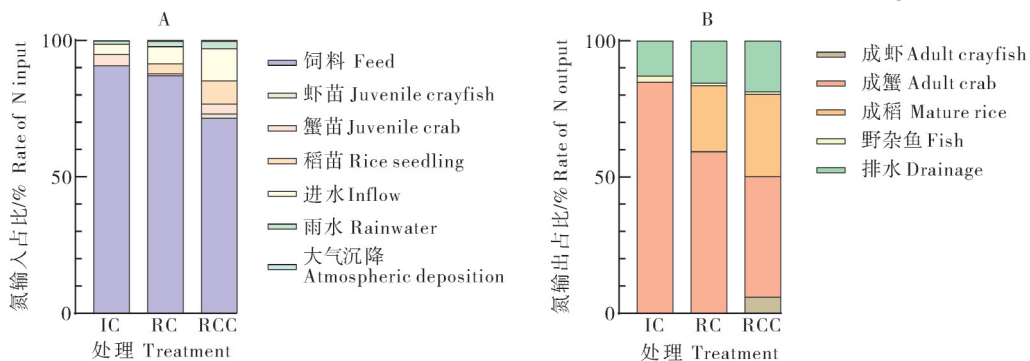 A
氮输入占比/% Rate of N input
100
50
0
IC RC RCC
处理 Treatment
饲料 Feed
虾苗 Juvenile crayfish
蟹苗 Juvenile crab
稻苗 Rice seedling
进水 Inflow
雨水 Rainwater
大气沉降
Atmospheric deposition
B
氮输出占比/% Rate of N output
100
50
0
IC RC RCC
处理 Treatment
成虾 Adult crayfish
成蟹 Adult crab
成稻 Mature rice
野杂鱼 Fish
排水 Drainage